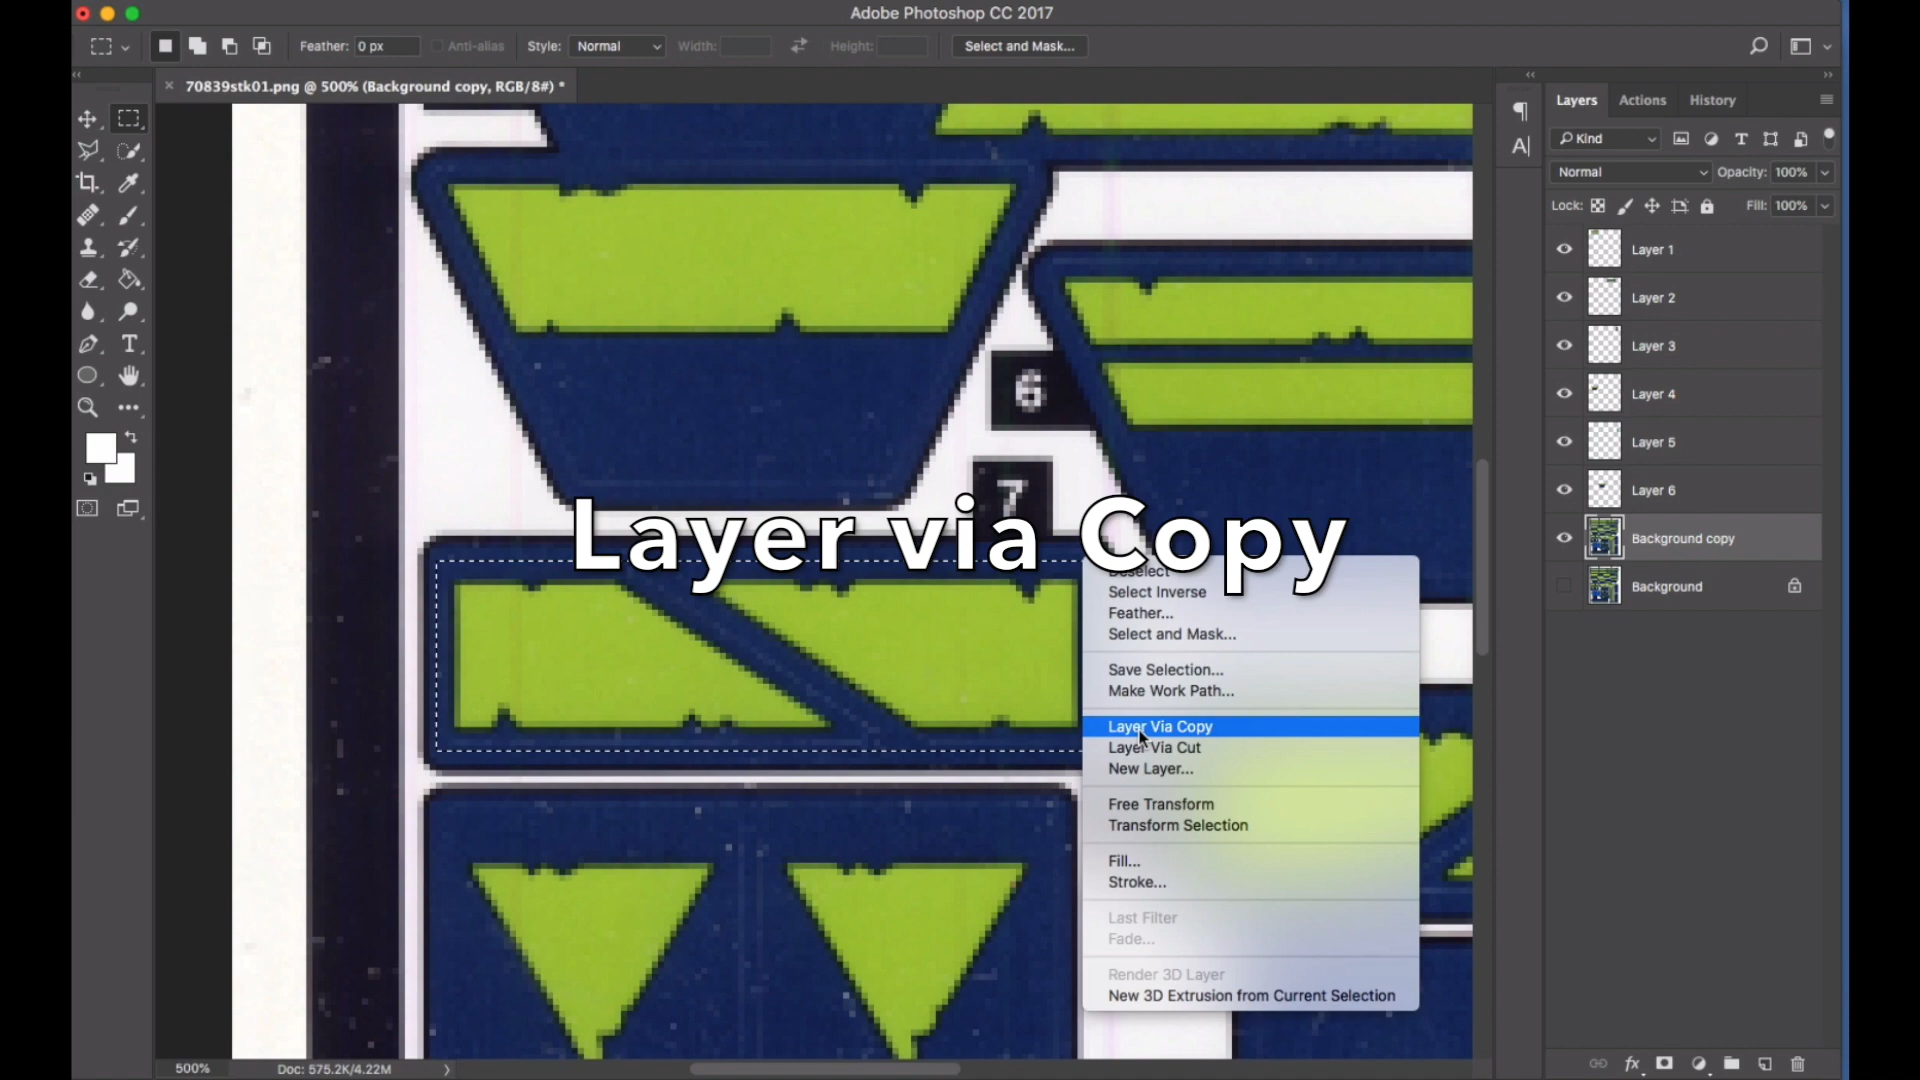 Adobe Photoshop CC 2017
Feather: 0 px Anti-alias Style: Normal Width: Height: Select and Mask...
70839stk01.png @ 500% (Background copy, RGB/8#) *
Layers Actions History
Kind
Normal Opacity: 100%
Lock: Fill: 100%
Layer 1
Layer 2
Layer 3
Layer 4
Layer 5
Layer 6
Background copy
Background
6
7
Layer via Copy
Deselect
Select Inverse
Feather...
Select and Mask...
Save Selection...
Make Work Path...
Layer Via Copy
Layer Via Cut
New Layer...
Free Transform
Transform Selection
Fill...
Stroke...
Last Filter
Fade...
Render 3D Layer
New 3D Extrusion from Current Selection
500% Doc: 575.2K/4.22M